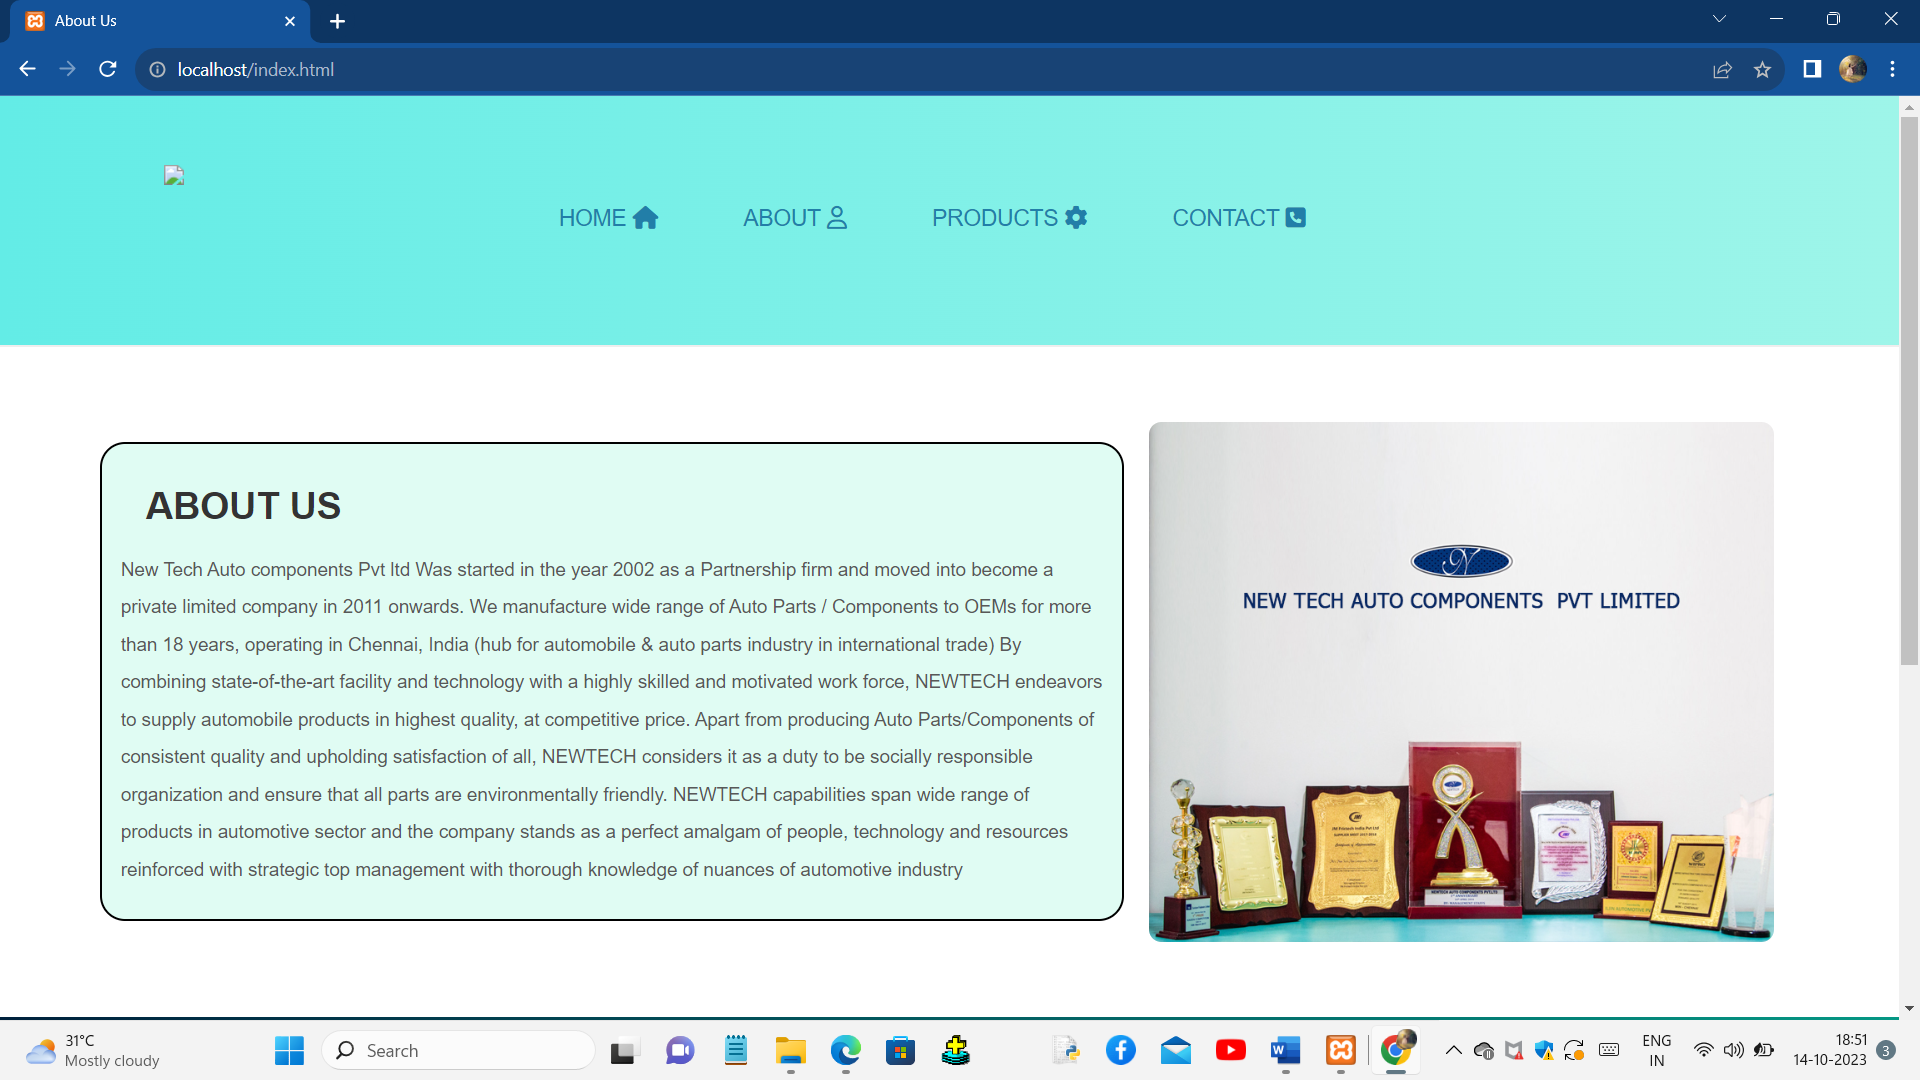 About Us
localhost/index.html
HOME
ABOUT
PRODUCTS
CONTACT
ABOUT US
New Tech Auto components Pvt ltd Was started in the year 2002 as a Partnership firm and moved into become a
private limited company in 2011 onwards. We manufacture wide range of Auto Parts / Components to OEMs for more
than 18 years, operating in Chennai, India (hub for automobile & auto parts industry in international trade) By
combining state-of-the-art facility and technology with a highly skilled and motivated work force, NEWTECH endeavors
to supply automobile products in highest quality, at competitive price. Apart from producing Auto Parts/Components of
consistent quality and upholding satisfaction of all, NEWTECH considers it as a duty to be socially responsible
organization and ensure that all parts are environmentally friendly. NEWTECH capabilities span wide range of
products in automotive sector and the company stands as a perfect amalgam of people, technology and resources
reinforced with strategic top management with thorough knowledge of nuances of automotive industry
N
NEW TECH AUTO COMPONENTS PVT LIMITED
31°C
Mostly cloudy
Search
ENG
IN
18:51
14-10-2023
3